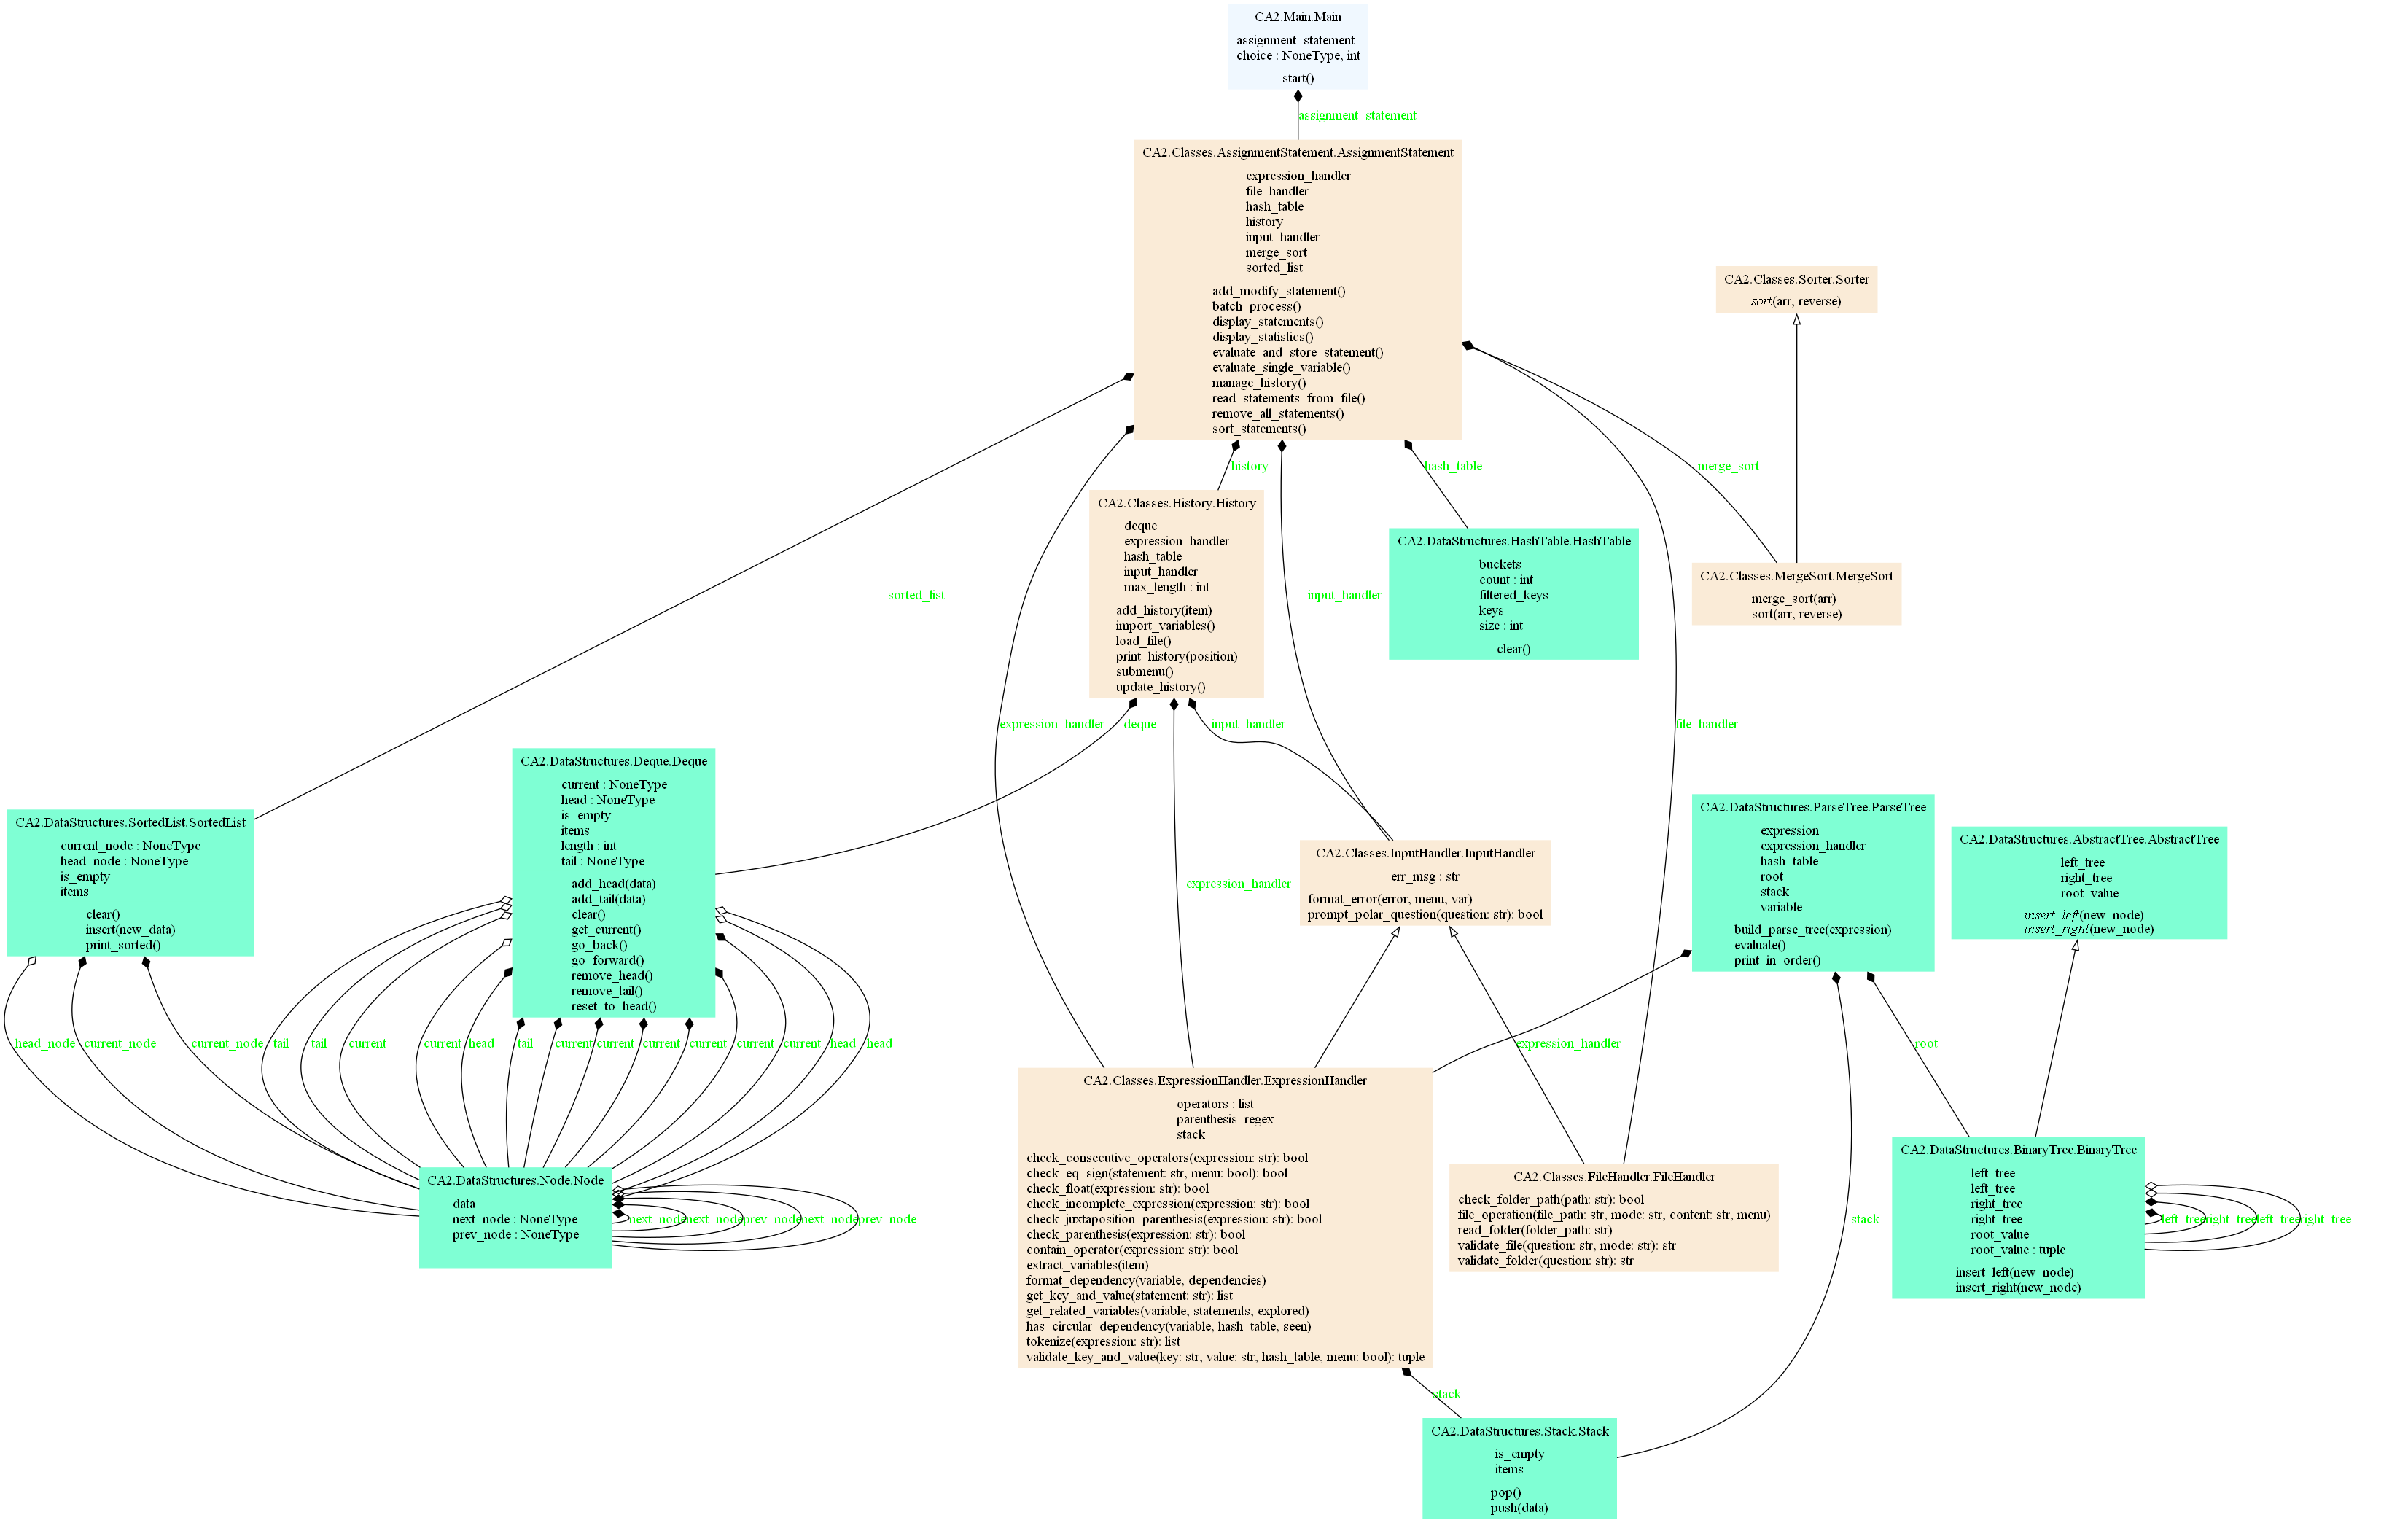 CA2.Main.Main
assignment_statement
choice : NoneType, int
start()
assignment_statement
CA2.Classes.AssignmentStatement.AssignmentStatement
expression_handler
file_handler
hash_table
history
input_handler
merge_sort
sorted_list
add_modify_statement()
batch_process()
display_statements()
display_statistics()
evaluate_and_store_statement()
evaluate_single_variable()
manage_history()
read_statements_from_file()
remove_all_statements()
sort_statements()
CA2.Classes.Sorter.Sorter
sort(arr, reverse)
history
hash_table
merge_sort
CA2.Classes.History.History
deque
expression_handler
hash_table
input_handler
max_length : int
add_history(item)
import_variables()
load_file()
print_history(position)
submenu()
update_history()
CA2.DataStructures.HashTable.HashTable
buckets
count : int
filtered_keys
keys
size : int
clear()
CA2.Classes.MergeSort.MergeSort
merge_sort(arr)
sort(arr, reverse)
sorted_list
input_handler
expression_handler
deque
input_handler
file_handler
CA2.DataStructures.SortedList.SortedList
current_node : NoneType
head_node : NoneType
is_empty
items
clear()
insert(new_data)
print_sorted()
CA2.DataStructures.Deque.Deque
current : NoneType
head : NoneType
is_empty
items
length : int
tail : NoneType
add_head(data)
add_tail(data)
clear()
get_current()
go_back()
go_forward()
remove_head()
remove_tail()
reset_to_head()
expression_handler
CA2.Classes.InputHandler.InputHandler
err_msg : str
format_error(error, menu, var)
prompt_polar_question(question: str): bool
CA2.DataStructures.ParseTree.ParseTree
expression
expression_handler
hash_table
root
stack
variable
build_parse_tree(expression)
evaluate()
print_in_order()
CA2.DataStructures.AbstractTree.AbstractTree
left_tree
right_tree
root_value
insert_left(new_node)
insert_right(new_node)
head_node
current_node
current_node
tail
tail
current
current
head
tail
current
current
current
current
current
current
head
head
expression_handler
root
CA2.DataStructures.Node.Node
data
next_node : NoneType
prev_node : NoneType
next_node
next_node
prev_node
next_node
prev_node
CA2.Classes.ExpressionHandler.ExpressionHandler
operators : list
parenthesis_regex
stack
check_consecutive_operators(expression: str): bool
check_eq_sign(statement: str, menu: bool): bool
check_float(expression: str): bool
check_incomplete_expression(expression: str): bool
check_juxtaposition_parenthesis(expression: str): bool
check_parenthesis(expression: str): bool
contain_operator(expression: str): bool
extract_variables(item)
format_dependency(variable, dependencies)
get_key_and_value(statement: str): list
get_related_variables(variable, statements, explored)
has_circular_dependency(variable, hash_table, seen)
tokenize(expression: str): list
validate_key_and_value(key: str, value: str, hash_table, menu: bool): tuple
CA2.Classes.FileHandler.FileHandler
check_folder_path(path: str): bool
file_operation(file_path: str, mode: str, content: str, menu)
read_folder(folder_path: str)
validate_file(question: str, mode: str): str
validate_folder(question: str): str
stack
CA2.DataStructures.BinaryTree.BinaryTree
left_tree
left_tree
right_tree
right_tree
root_value
root_value : tuple
insert_left(new_node)
insert_right(new_node)
left_tree
right_tree
left_tree
right_tree
stack
CA2.DataStructures.Stack.Stack
is_empty
items
pop()
push(data)